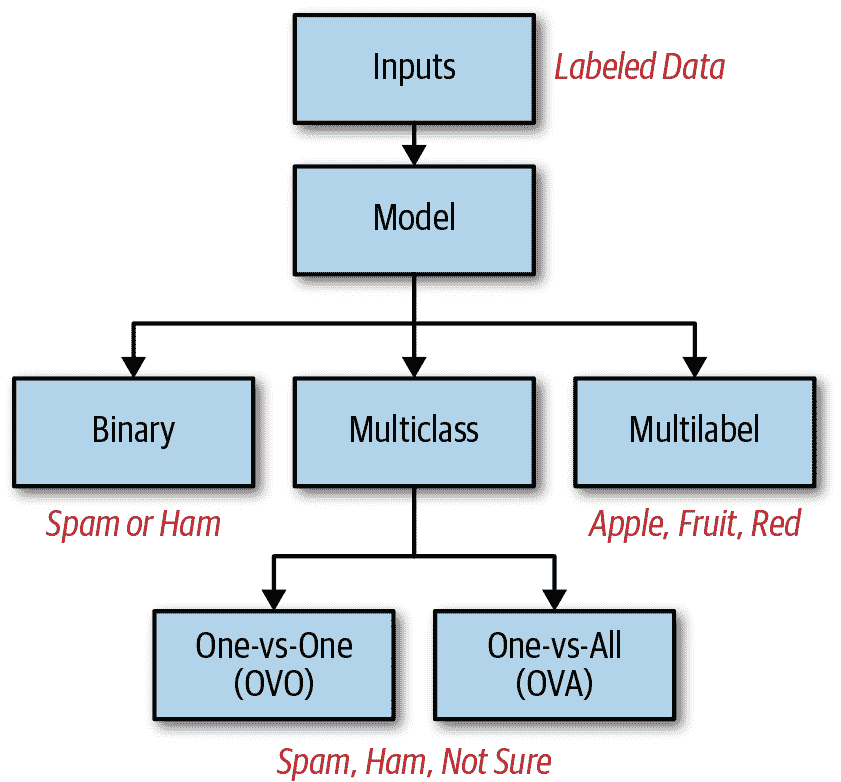 Inputs
Labeled Data
Model
Binary
Multiclass
Multilabel
Spam or Ham
Apple, Fruit, Red
One-vs-One
(OVO)
One-vs-All
(OVA)
Spam, Ham, Not Sure